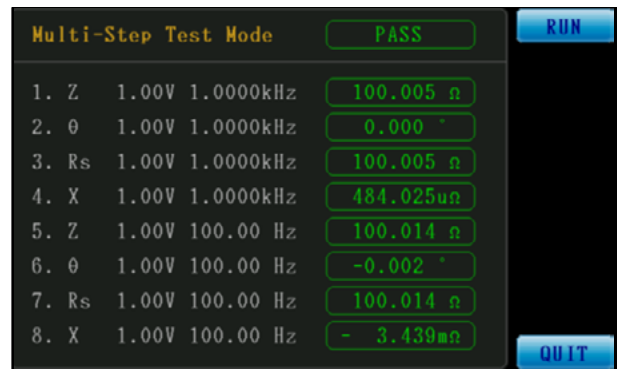 Multi-Step Test Mode PASS RUN
1. Z 1.00V 1.0000kHz 100.005 Ω
2. θ 1.00V 1.0000kHz 0.000 °
3. Rs 1.00V 1.0000kHz 100.005 Ω
4. X 1.00V 1.0000kHz 484.025uΩ
5. Z 1.00V 100.00 Hz 100.014 Ω
6. θ 1.00V 100.00 Hz -0.002 °
7. Rs 1.00V 100.00 Hz 100.014 Ω
8. X 1.00V 100.00 Hz - 3.439mΩ
QUIT